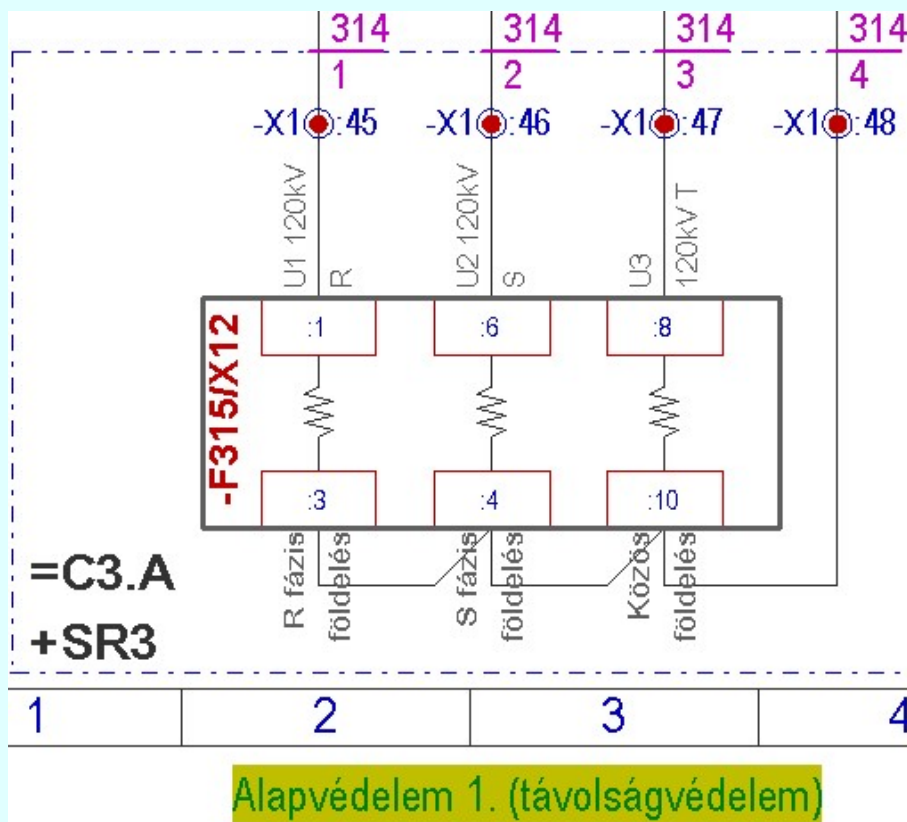 314 314 314 314
1 2 3 4
-X1 :45 -X1 :46 -X1 :47 -X1 :48
U1 120kV
R
U2 120kV
S
U3
120kV T
-F315/X12
:1 :6 :8
:3 :4 :10
R fázis
földelés
S fázis
földelés
Közös
földelés
=C3.A
+SR3
1 2 3 4
Alapvédelem 1. (távolságvédelem)